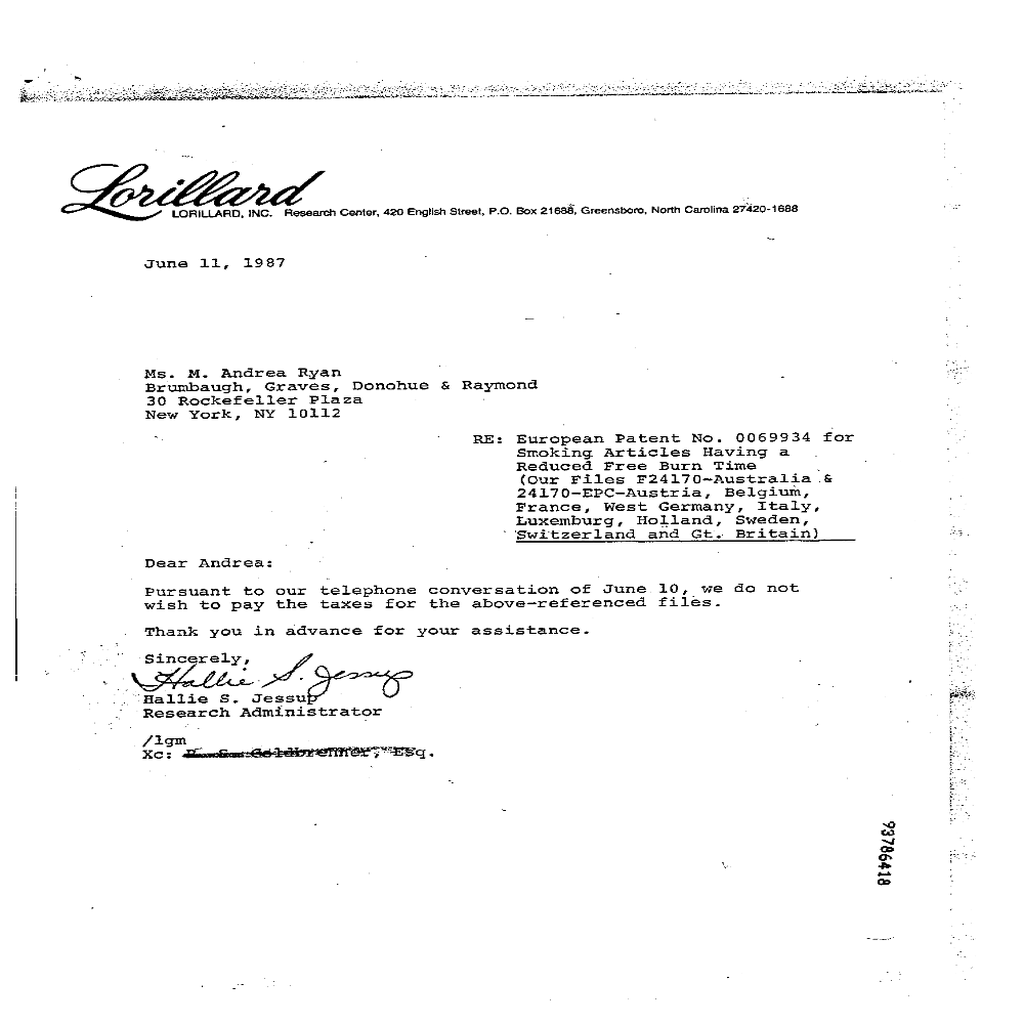 Lorillard
LORILLARD, INC. Research Center, 420 English Street, P.O. Box 21688, Greensboro, North Carolina 27420-1688
June 11, 1987
Ms. M. Andrea Ryan
Brumbaugh, Graves, Donohue & Raymond
30 Rockefeller Plaza
New York, NY 10112
RE: European Patent No. 0069934 for
Smoking Articles Having a
Reduced Free Burn Time
(Our Files F24170-Australia &
24170-EPC-Austria, Belgium,
France, West Germany, Italy,
Luxemburg, Holland, Sweden,
Switzerland and Gt. Britain)
Dear Andrea:
Pursuant to our telephone conversation of June 10, we do not
wish to pay the taxes for the above-referenced files.
Thank you in advance for your assistance.
Sincerely,
Hallie S. Jessup
Hallie S. Jessup
Research Administrator
/lgm
Xc: Esq.
93786418